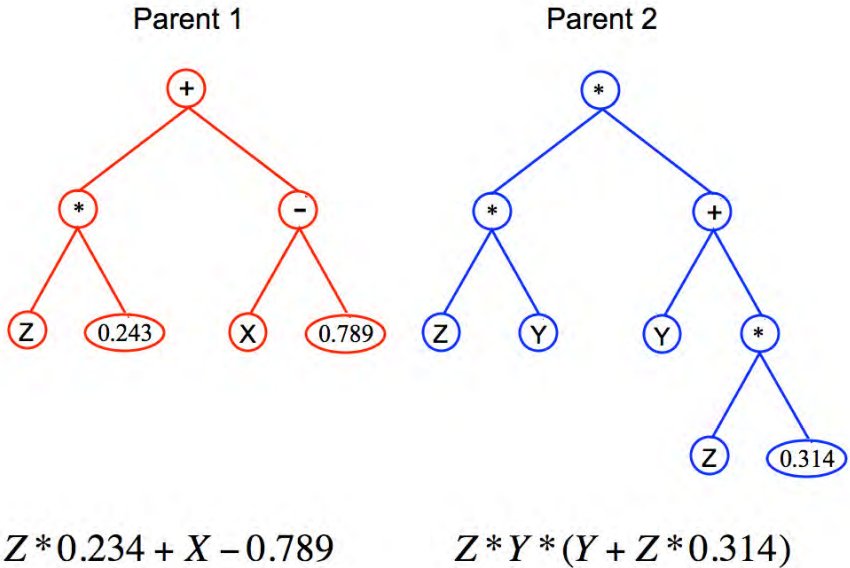 Parent 1 Parent 2
+ *
* - * +
Z 0.243 X 0.789 Z Y Y *
Z 0.314
Z*0.234 + X − 0.789 Z*Y*(Y + Z*0.314)